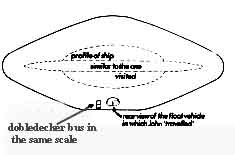 profile of ship
similar to the one
visited
rear view of the float vehicle
in which John 'travelled'
dobledecher bus in
the same scale